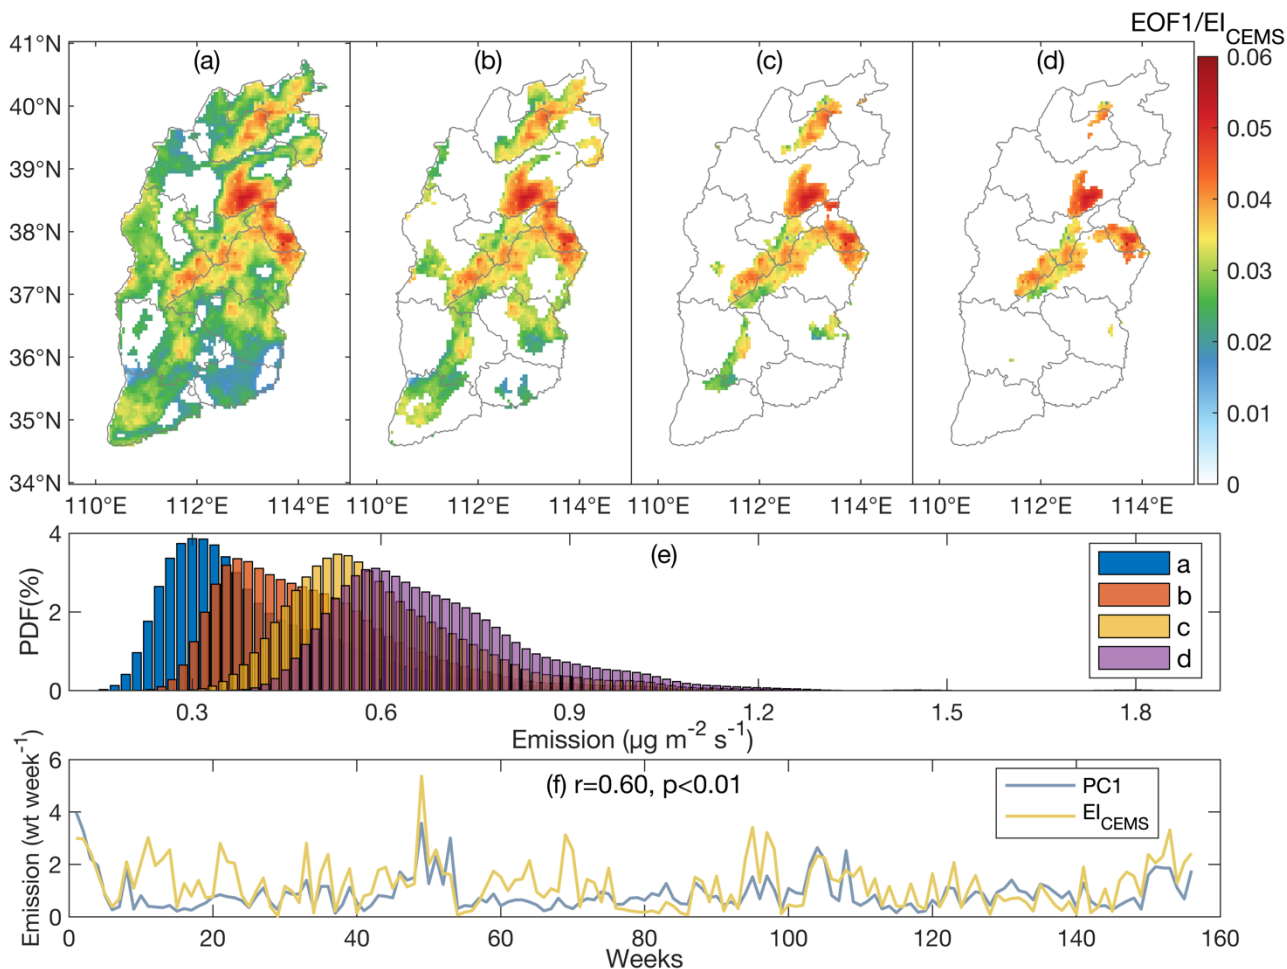 EOF1/EI_CEMS
(a) (b) (c) (d)
41°N
40°N
39°N
38°N
37°N
36°N
35°N
34°N
110°E 112°E 114°E 110°E 112°E 114°E 110°E 112°E 114°E 110°E 112°E 114°E
0.06
0.05
0.04
0.03
0.02
0.01
0
(e)
PDF(%)
4
2
0
a
b
c
d
0.3 0.6 0.9 1.2 1.5 1.8
Emission (µg m⁻² s⁻¹)
(f) r=0.60, p<0.01
Emission (wt week⁻¹)
6
4
2
0
PC1
EI_CEMS
0 20 40 60 80 100 120 140 160
Weeks